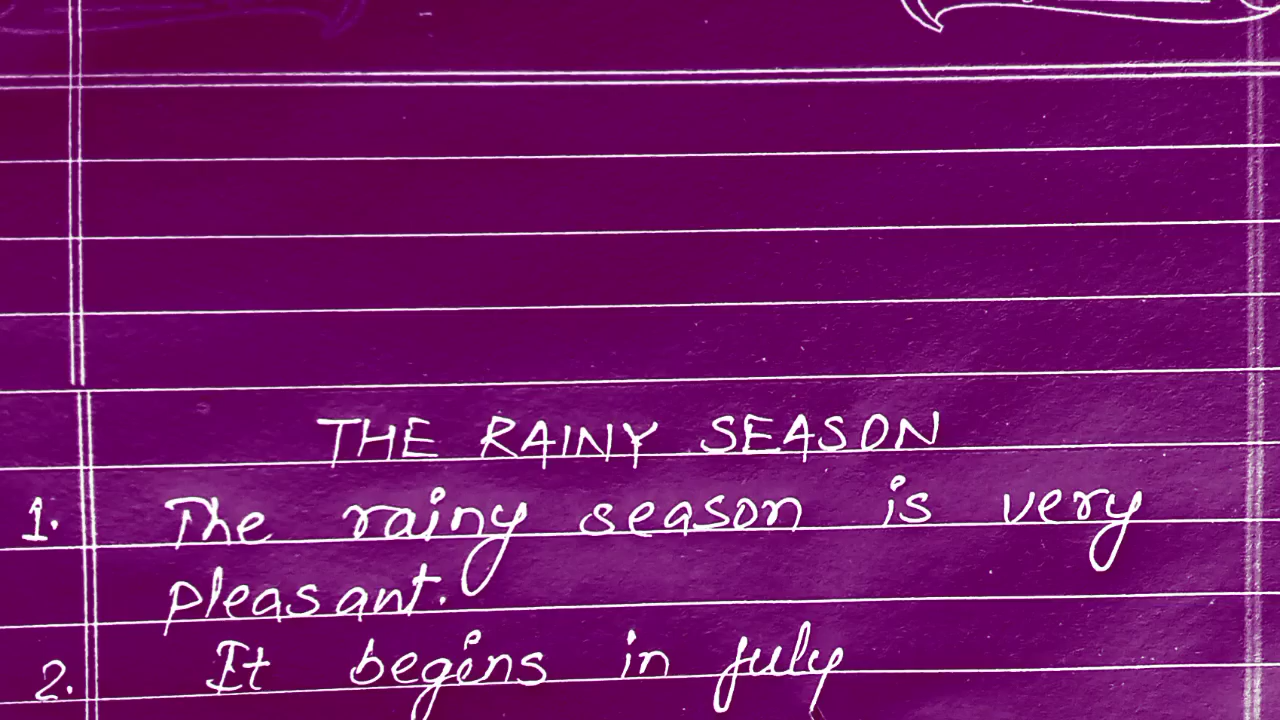 THE RAINY SEASON
1. The rainy season is very
pleasant.
2. It begins in july